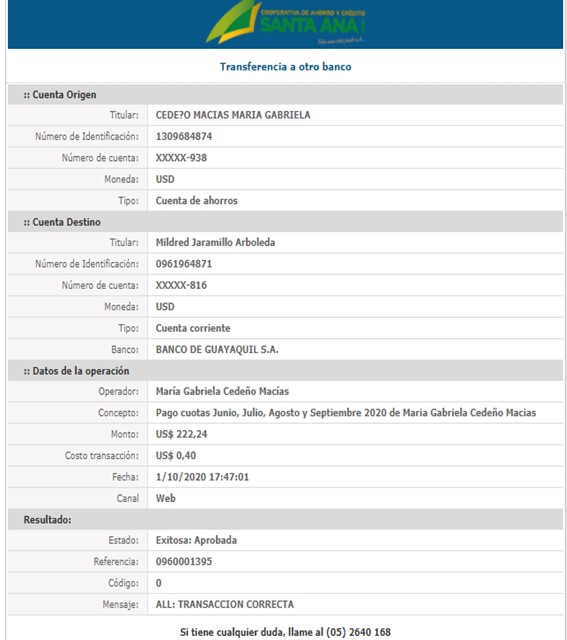 COOPERATIVA DE AHORRO Y CRÉDITO
SANTA ANA
Transferencia a otro banco
:: Cuenta Origen
Titular: CEDE?O MACIAS MARIA GABRIELA
Número de Identificación: 1309684874
Número de cuenta: XXXXX-938
Moneda: USD
Tipo: Cuenta de ahorros
:: Cuenta Destino
Titular: Mildred Jaramillo Arboleda
Número de Identificación: 0961964871
Número de cuenta: XXXXX-816
Moneda: USD
Tipo: Cuenta corriente
Banco: BANCO DE GUAYAQUIL S.A.
:: Datos de la operación
Operador: María Gabriela Cedeño Macías
Concepto: Pago cuotas Junio, Julio, Agosto y Septiembre 2020 de Maria Gabriela Cedeño Macias
Monto: US$ 222,24
Costo transacción: US$ 0,40
Fecha: 1/10/2020 17:47:01
Canal Web
Resultado:
Estado: Exitosa: Aprobada
Referencia: 0960001395
Código: 0
Mensaje: ALL: TRANSACCION CORRECTA
Si tiene cualquier duda, llame al (05) 2640 168